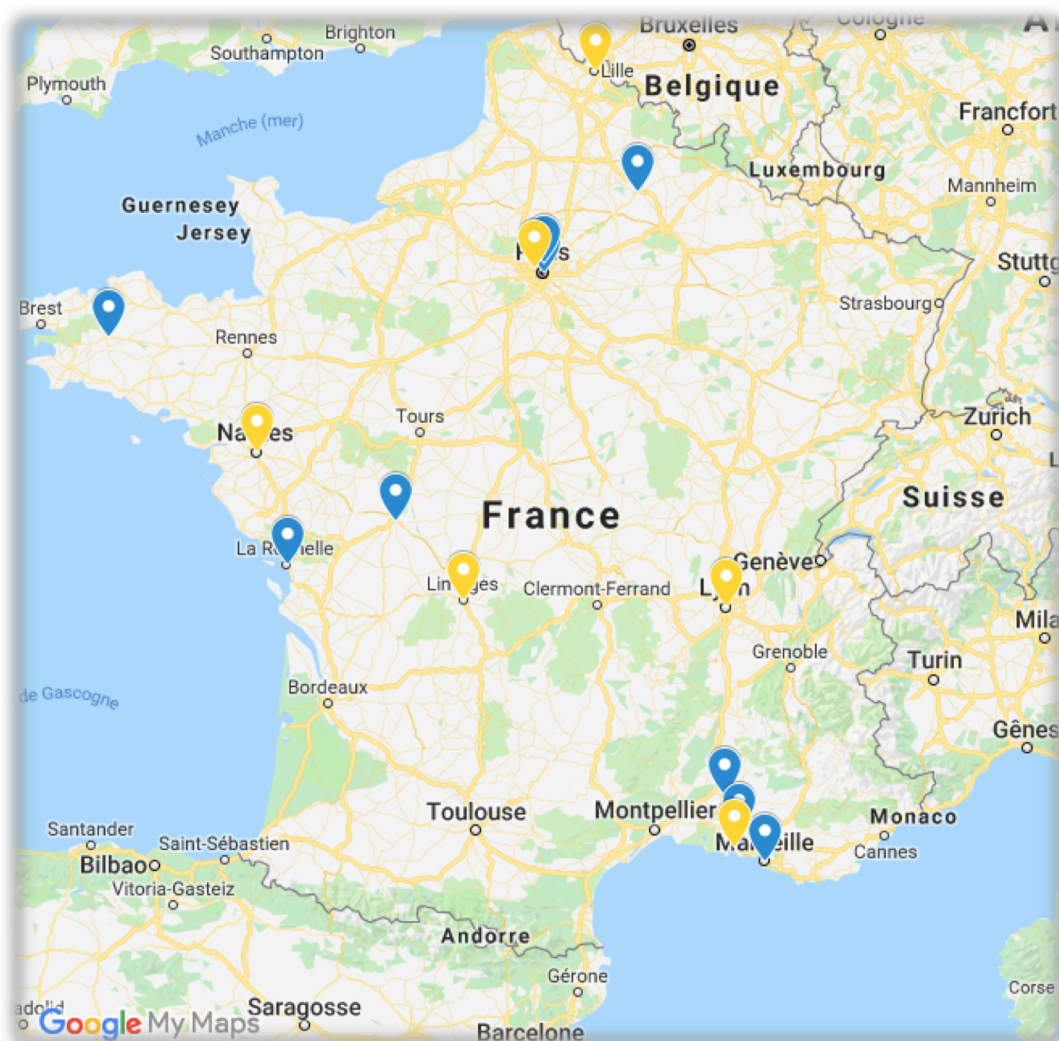 Brighton
Bruxelles
Cologne
Southampton
Plymouth
Lille
Belgique
Francfort
Manche (mer)
Luxembourg
Mannheim
Guernesey
Jersey
Stuttg
Brest
Strasbourg
Rennes
Tours
Zurich
France
Suisse
Genève
Clermont-Ferrand
Mila
Grenoble
Turin
Bordeaux
de Gascogne
Gênes
Toulouse
Montpellier
Monaco
Santander
Saint-Sébastien
Cannes
Bilbao
Vitoria-Gasteiz
Andorre
Gérone
Corse
Saragosse
Google My Maps
Barcelone